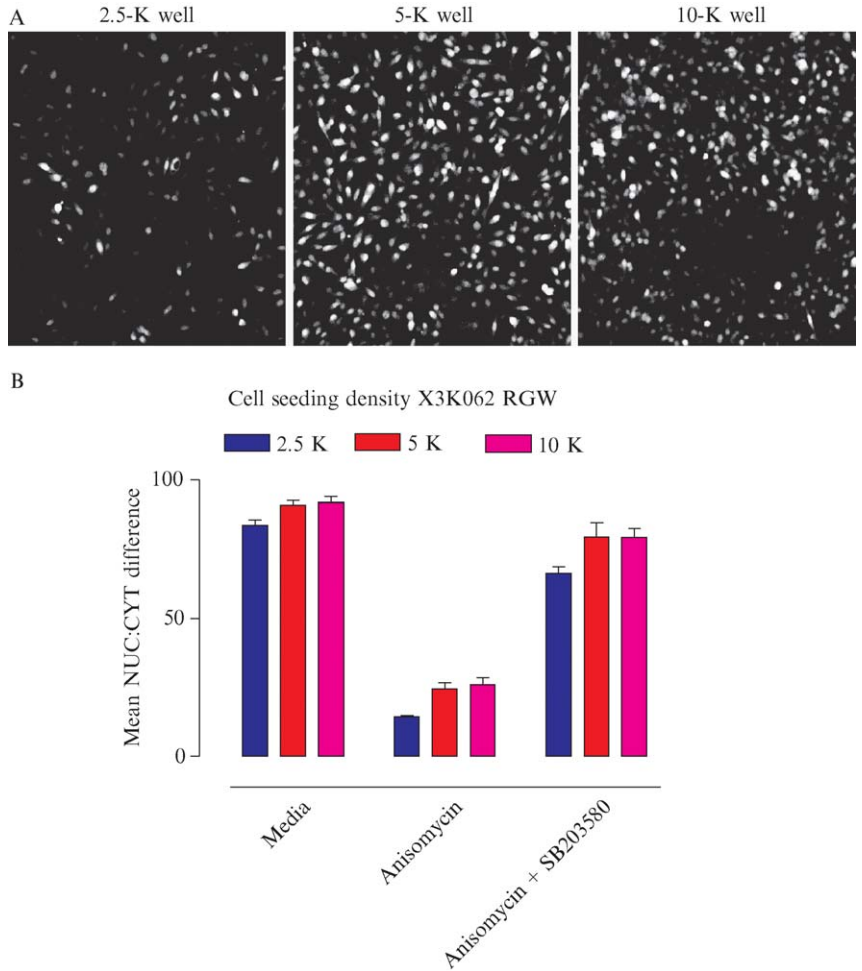 A
2.5-K well
5-K well
10-K well
B
Cell seeding density X3K062 RGW
2.5 K
5 K
10 K
Mean NUC:CYT difference
100
50
0
Media
Anisomycin
Anisomycin + SB203580